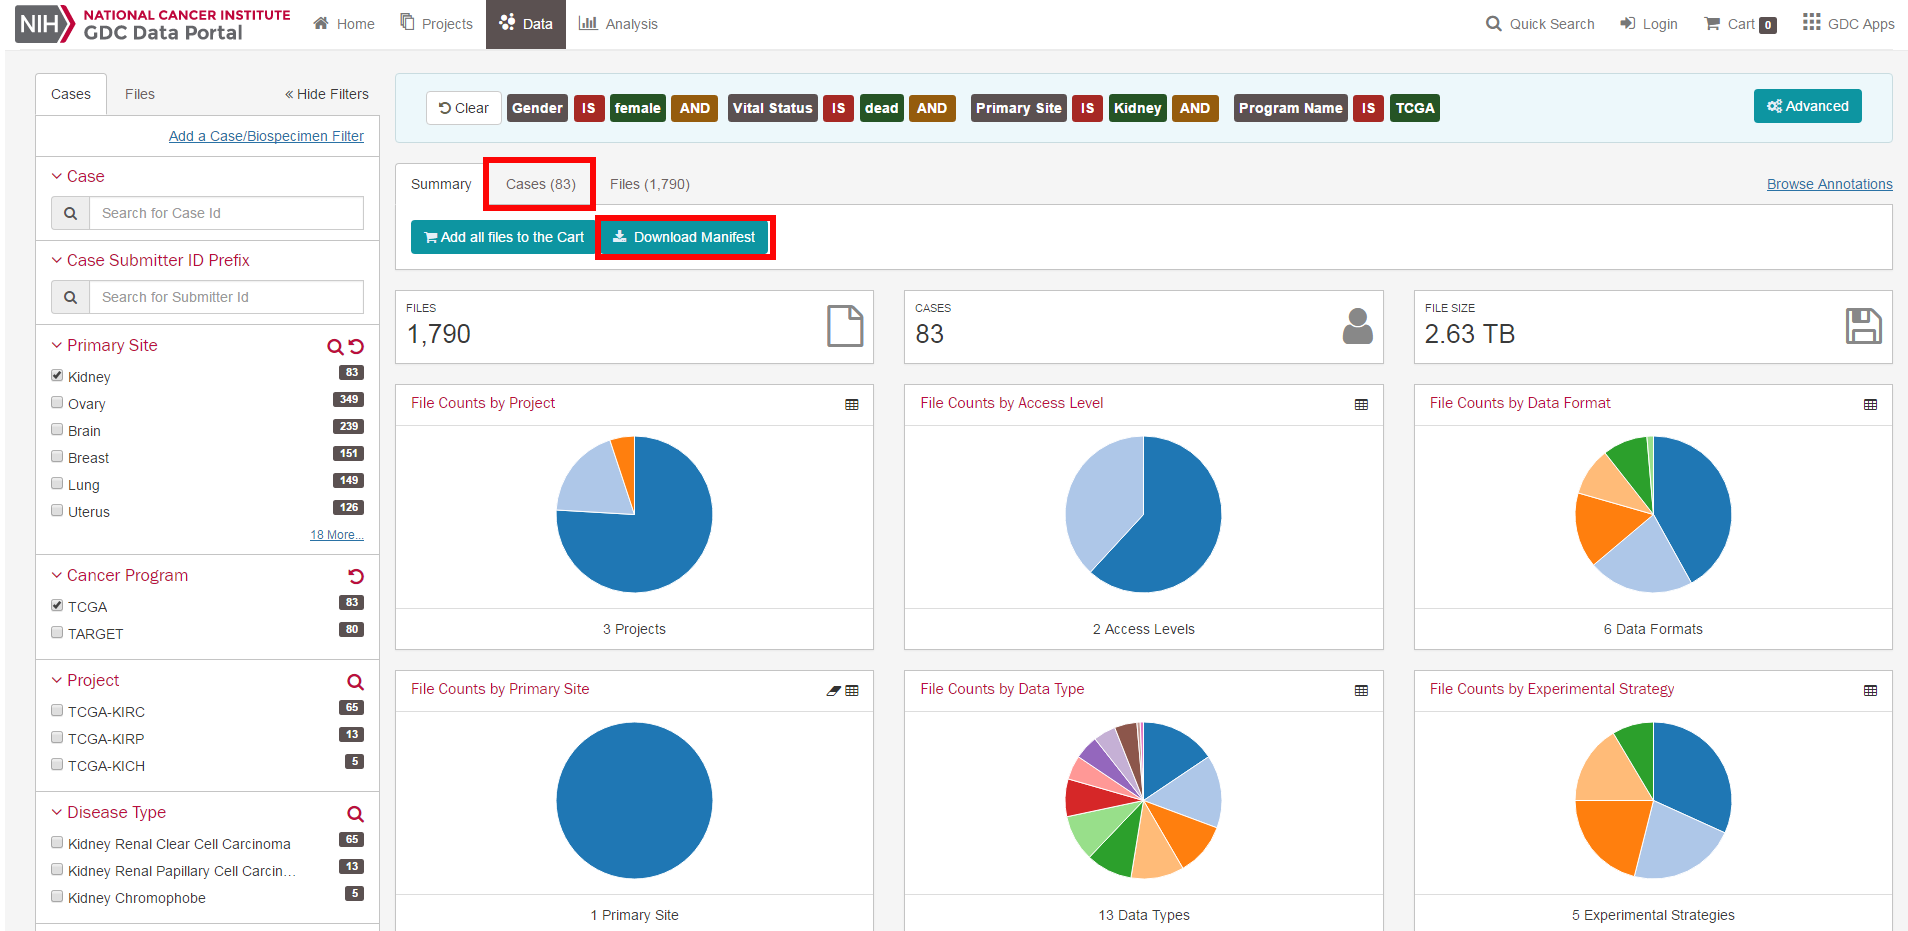 NIH NATIONAL CANCER INSTITUTE
GDC Data Portal
Home Projects Data Analysis
Quick Search Login Cart 0 GDC Apps
Cases Files « Hide Filters
Add a Case/Biospecimen Filter
Case
Search for Case Id
Case Submitter ID Prefix
Search for Submitter Id
Primary Site
Kidney 83
Ovary 349
Brain 239
Breast 151
Lung 149
Uterus 126
18 More...
Cancer Program
TCGA 83
TARGET 80
Project
TCGA-KIRC 65
TCGA-KIRP 13
TCGA-KICH 5
Disease Type
Kidney Renal Clear Cell Carcinoma 65
Kidney Renal Papillary Cell Carcin... 13
Kidney Chromophobe 5
Clear Gender IS female AND Vital Status IS dead AND Primary Site IS Kidney AND Program Name IS TCGA Advanced
Summary Cases (83) Files (1,790) Browse Annotations
Add all files to the Cart Download Manifest
FILES
1,790
CASES
83
FILE SIZE
2.63 TB
File Counts by Project
3 Projects
File Counts by Access Level
2 Access Levels
File Counts by Data Format
6 Data Formats
File Counts by Primary Site
1 Primary Site
File Counts by Data Type
13 Data Types
File Counts by Experimental Strategy
5 Experimental Strategies